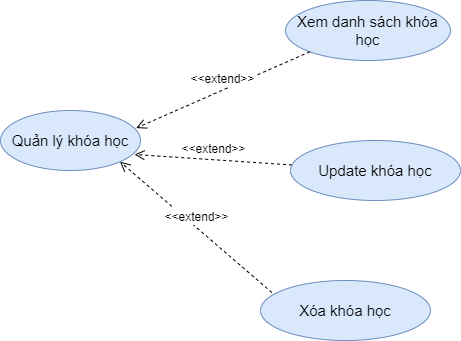 Xem danh sách khóa
học
<<extend>>
Quản lý khóa học
<<extend>>
Update khóa học
<<extend>>
Xóa khóa học